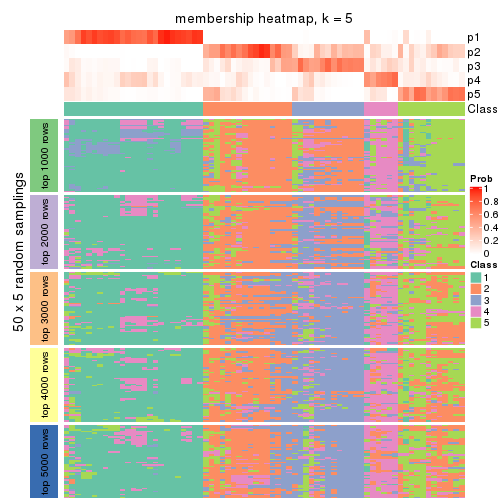 membership heatmap, k = 5
p1
p2
p3
p4
p5
Class
50 x 5 random samplings
top 1000 rows
top 2000 rows
top 3000 rows
top 4000 rows
top 5000 rows
Prob
1
0.8
0.6
0.4
0.2
0
Class
1
2
3
4
5